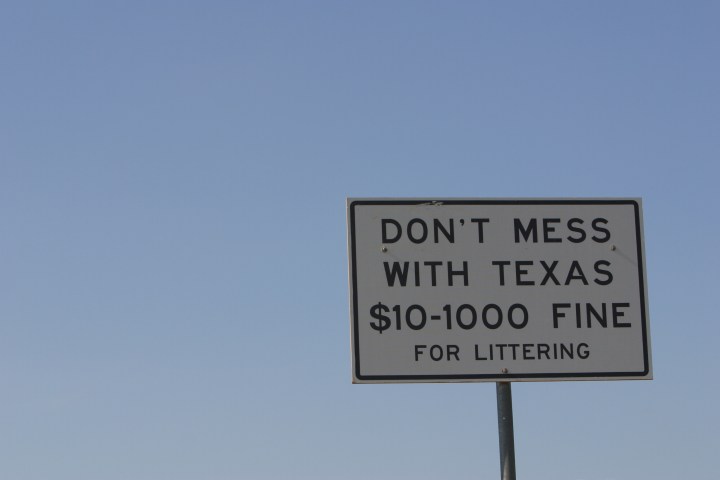 DON'T MESS
WITH TEXAS
$10-1000 FINE
FOR LITTERING